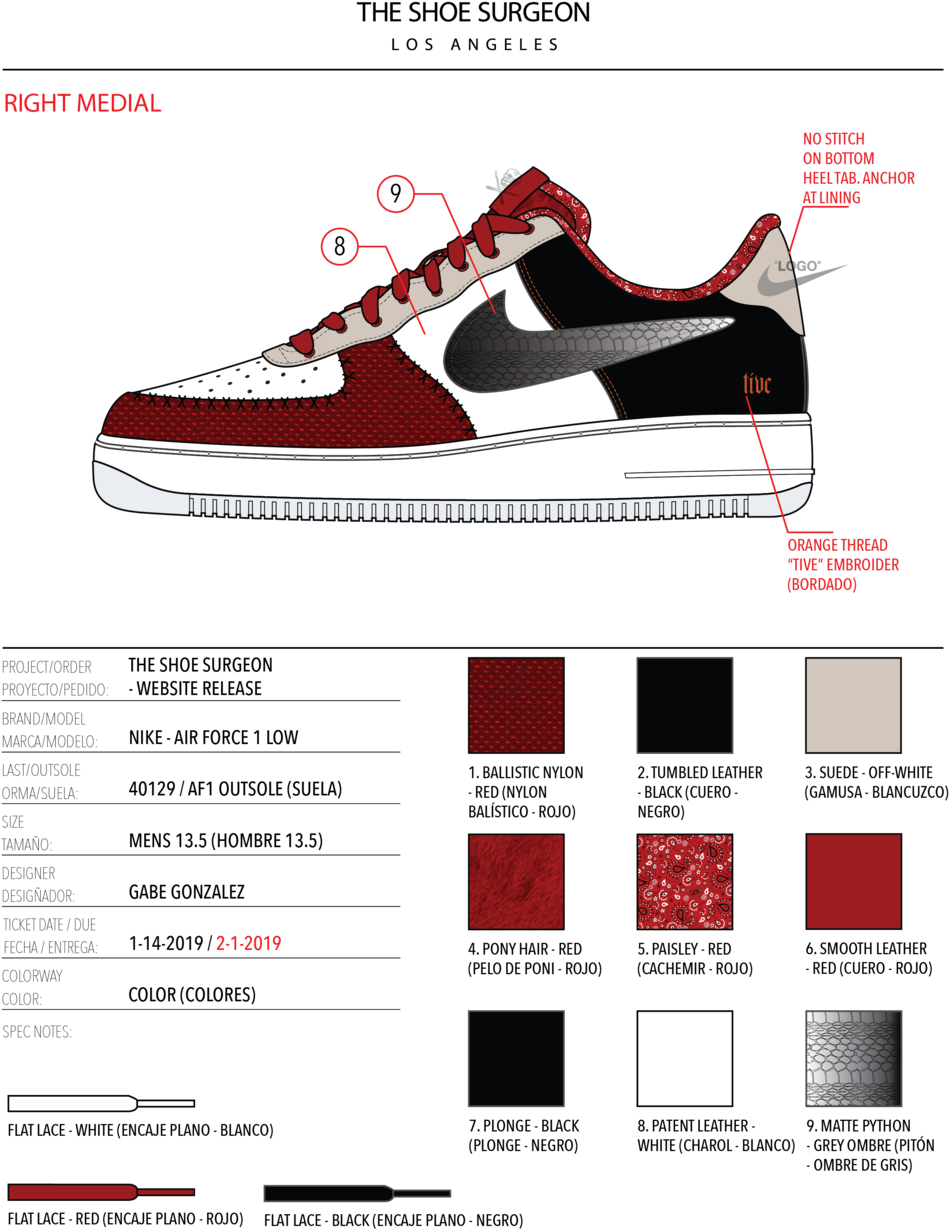 THE SHOE SURGEON
LOS ANGELES
RIGHT MEDIAL
NO STITCH
ON BOTTOM
HEEL TAB. ANCHOR
AT LINING
9
8
"LOGO"
tive
ORANGE THREAD
"TIVE" EMBROIDER
(BORDADO)
PROJECT/ORDER
PROYECTO/PEDIDO:
THE SHOE SURGEON
- WEBSITE RELEASE
BRAND/MODEL
MARCA/MODELO:
NIKE - AIR FORCE 1 LOW
LAST/OUTSOLE
ORMA/SUELA:
40129 / AF1 OUTSOLE (SUELA)
SIZE
TAMAÑO:
MENS 13.5 (HOMBRE 13.5)
DESIGNER
DESIGÑADOR:
GABE GONZALEZ
TICKET DATE / DUE
FECHA / ENTREGA:
1-14-2019 / 2-1-2019
COLORWAY
COLOR:
COLOR (COLORES)
SPEC NOTES:
FLAT LACE - WHITE (ENCAJE PLANO - BLANCO)
FLAT LACE - RED (ENCAJE PLANO - ROJO)
FLAT LACE - BLACK (ENCAJE PLANO - NEGRO)
1. BALLISTIC NYLON
- RED (NYLON
BALÍSTICO - ROJO)
2. TUMBLED LEATHER
- BLACK (CUERO -
NEGRO)
3. SUEDE - OFF-WHITE
(GAMUSA - BLANCUZCO)
4. PONY HAIR - RED
(PELO DE PONI - ROJO)
5. PAISLEY - RED
(CACHEMIR - ROJO)
6. SMOOTH LEATHER
- RED (CUERO - ROJO)
7. PLONGE - BLACK
(PLONGE - NEGRO)
8. PATENT LEATHER -
WHITE (CHAROL - BLANCO)
9. MATTE PYTHON
- GREY OMBRE (PITÓN
- OMBRE DE GRIS)